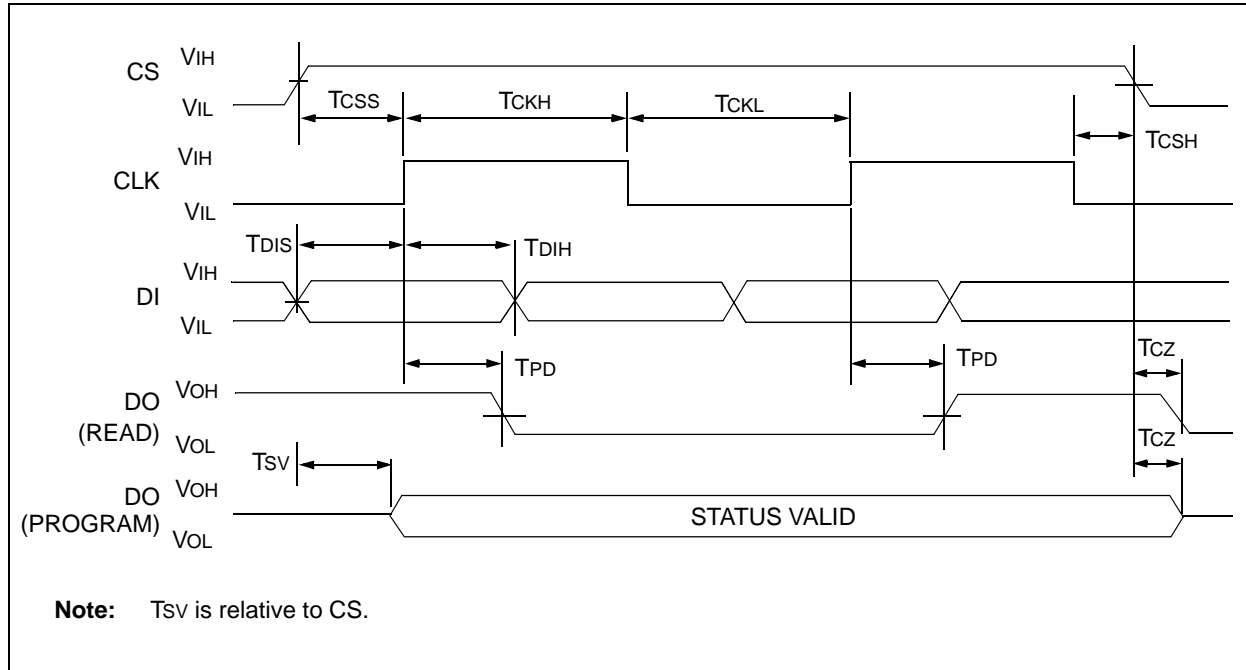 CS VIH
VIL
TCSS TCKH TCKL
TCSH
CLK VIH
VIL
TDIS TDIH
DI VIH
VIL
TPD TPD TCZ
DO
(READ) VOH
VOL
TSV TCZ
DO
(PROGRAM) VOH
VOL
STATUS VALID
Note: TSV is relative to CS.